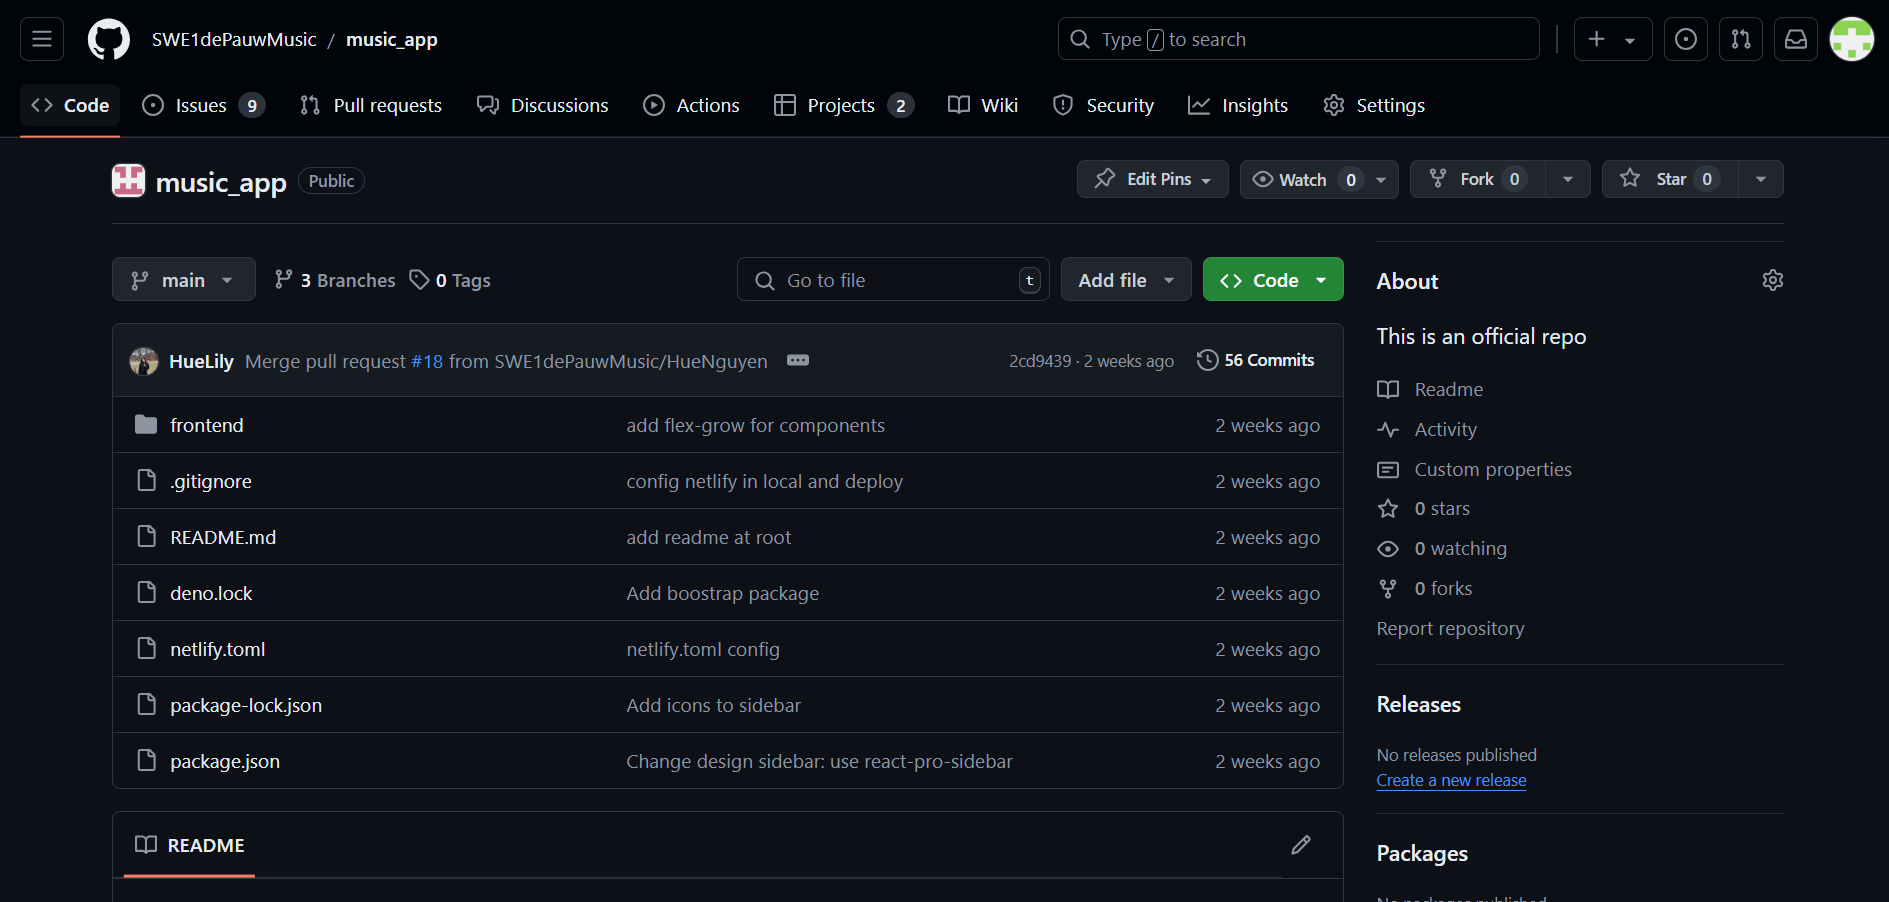 SWE1dePauwMusic / music_app
Type / to search
Code Issues 9 Pull requests Discussions Actions Projects 2 Wiki Security Insights Settings
music_app Public
Edit Pins Watch 0 Fork 0 Star 0
main 3 Branches 0 Tags
Go to file t
Add file
Code
HueLily Merge pull request #18 from SWE1dePauwMusic/HueNguyen 2cd9439 · 2 weeks ago 56 Commits
frontend add flex-grow for components 2 weeks ago
.gitignore config netlify in local and deploy 2 weeks ago
README.md add readme at root 2 weeks ago
deno.lock Add boostrap package 2 weeks ago
netlify.toml netlify.toml config 2 weeks ago
package-lock.json Add icons to sidebar 2 weeks ago
package.json Change design sidebar: use react-pro-sidebar 2 weeks ago
README
About
This is an official repo
Readme
Activity
Custom properties
0 stars
0 watching
0 forks
Report repository
Releases
No releases published
Create a new release
Packages
No packages published